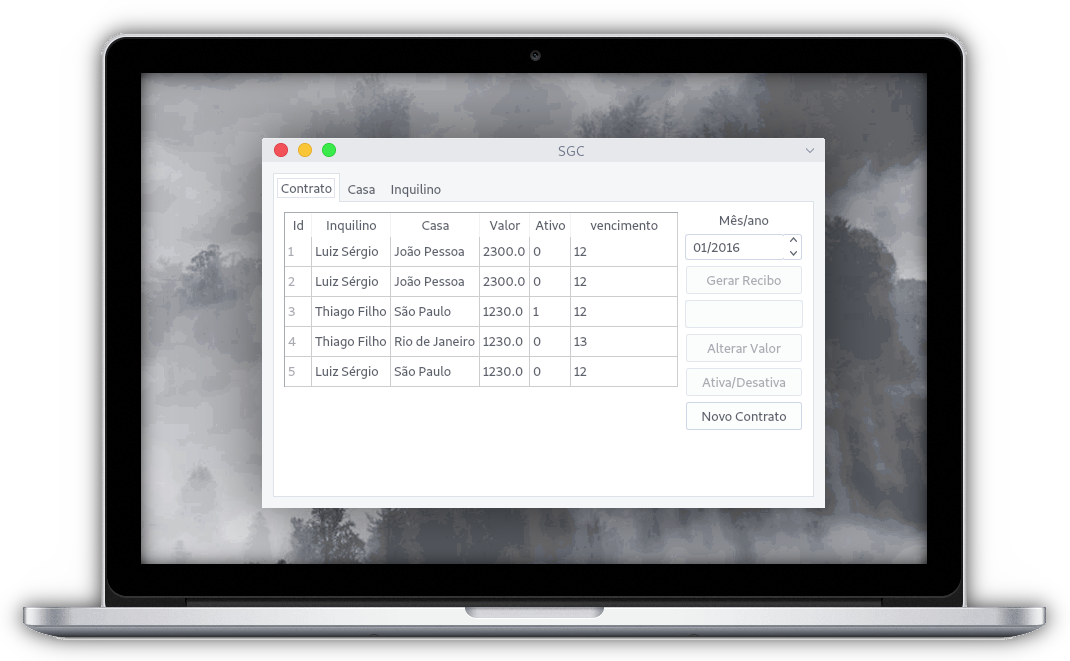 SGC
Contrato Casa Inquilino
Id Inquilino Casa Valor Ativo vencimento
1 Luiz Sérgio João Pessoa 2300.0 0 12
2 Luiz Sérgio João Pessoa 2300.0 0 12
3 Thiago Filho São Paulo 1230.0 1 12
4 Thiago Filho Rio de Janeiro 1230.0 0 13
5 Luiz Sérgio São Paulo 1230.0 0 12
Mês/ano
01/2016
Gerar Recibo
Alterar Valor
Ativa/Desativa
Novo Contrato